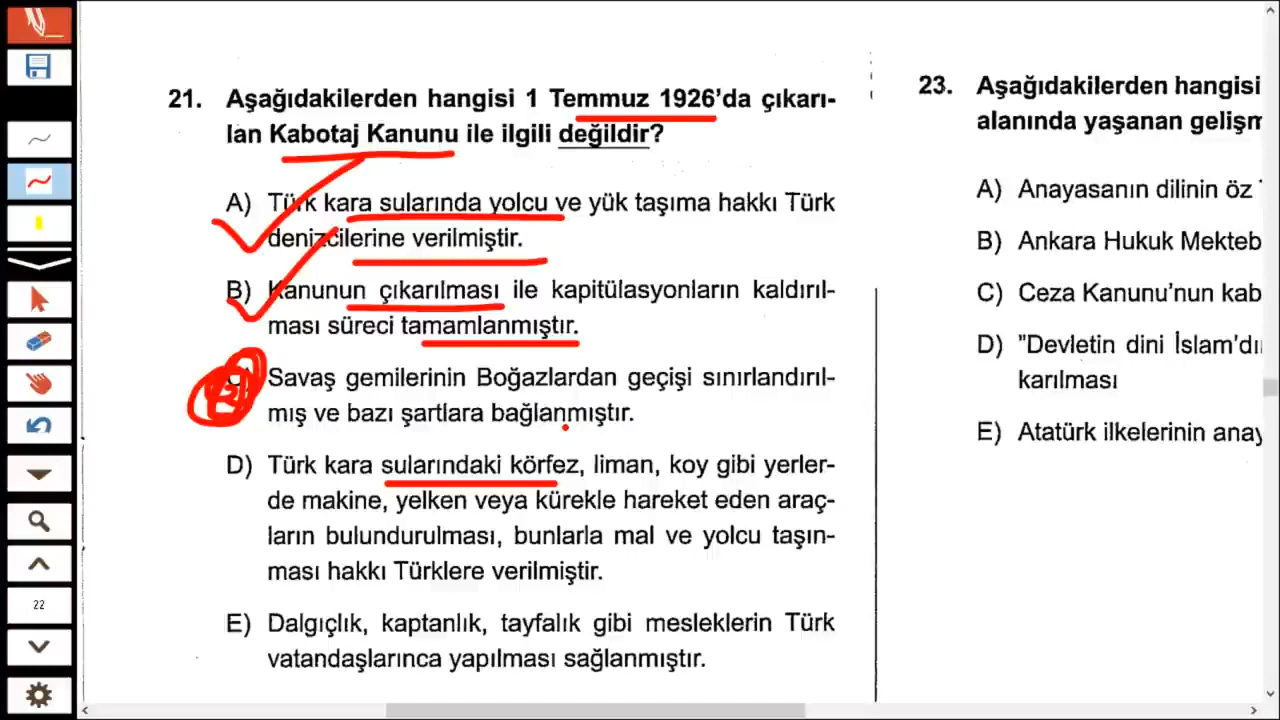 21. Aşağıdakilerden hangisi 1 Temmuz 1926'da çıkarı-
lan Kabotaj Kanunu ile ilgili değildir?
A) Türk kara sularında yolcu ve yük taşıma hakkı Türk
denizcilerine verilmiştir.
B) Kanunun çıkarılması ile kapitülasyonların kaldırıl-
ması süreci tamamlanmıştır.
C) Savaş gemilerinin Boğazlardan geçişi sınırlandırıl-
mış ve bazı şartlara bağlanmıştır.
D) Türk kara sularındaki körfez, liman, koy gibi yerler-
de makine, yelken veya kürekle hareket eden araç-
ların bulundurulması, bunlarla mal ve yolcu taşın-
ması hakkı Türklere verilmiştir.
E) Dalgıçlık, kaptanlık, tayfalık gibi mesleklerin Türk
vatandaşlarınca yapılması sağlanmıştır.
23. Aşağıdakilerden hangisi
alanında yaşanan gelişm
A) Anayasanın dilinin öz
B) Ankara Hukuk Mekteb
C) Ceza Kanunu'nun kab
D) "Devletin dini İslam'dı
karılması
E) Atatürk ilkelerinin anay
22